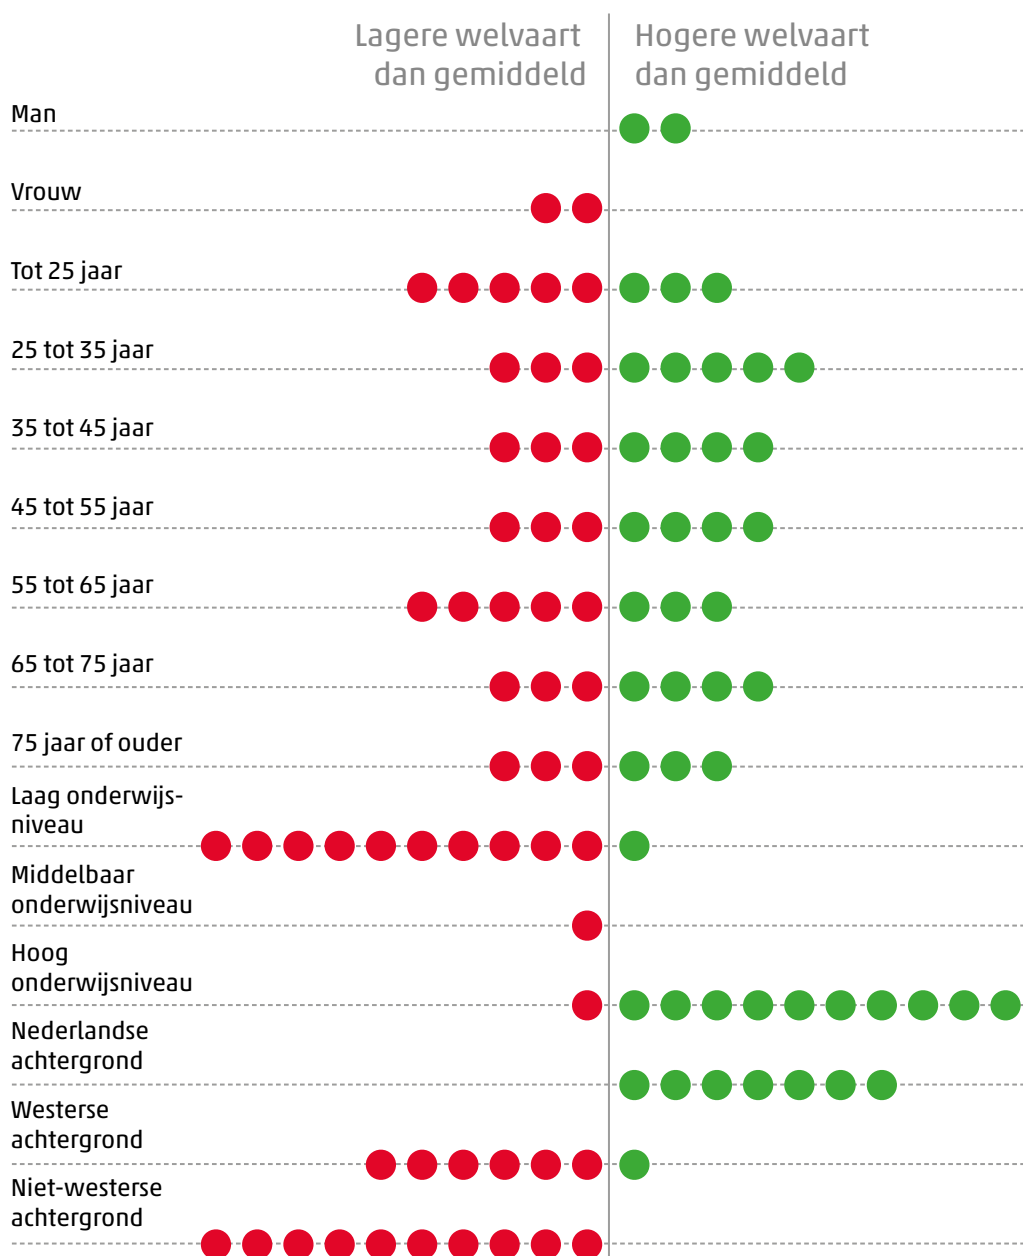 Lagere welvaart
dan gemiddeld
Hogere welvaart
dan gemiddeld
Man
Vrouw
Tot 25 jaar
25 tot 35 jaar
35 tot 45 jaar
45 tot 55 jaar
55 tot 65 jaar
65 tot 75 jaar
75 jaar of ouder
Laag onderwijs-
niveau
Middelbaar
onderwijsniveau
Hoog
onderwijsniveau
Nederlandse
achtergrond
Westerse
achtergrond
Niet-westerse
achtergrond